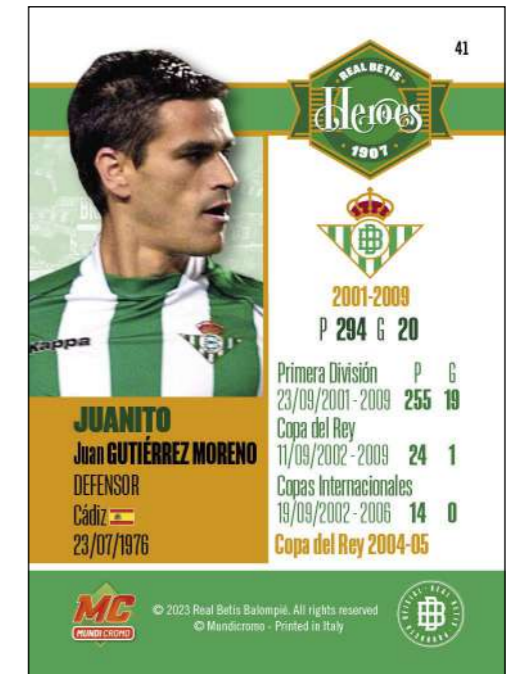 41
REAL BETIS
Heroes
1907
2001-2009
P 294 G 20
Primera División P G
23/09/2001-2009 255 19
Copa del Rey
11/09/2002-2009 24 1
Copas Internacionales
19/09/2002-2006 14 0
Copa del Rey 2004-05
Kappa
JUANITO
Juan GUTIÉRREZ MORENO
DEFENSOR
Cádiz
23/07/1976
MC
MUNDICROMO
© 2023 Real Betis Balompié. All rights reserved
© Mundicromo - Printed in Italy